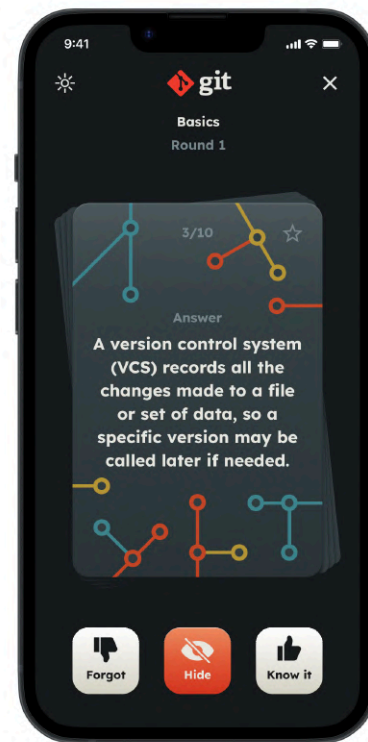 9:41
git
Basics
Round 1
3/10
Answer
A version control system
(VCS) records all the
changes made to a file
or set of data, so a
specific version may be
called later if needed.
Forgot
Hide
Know it